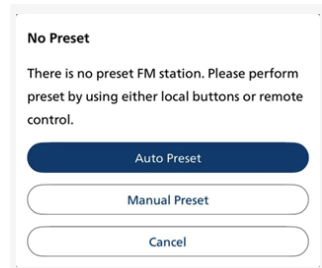 No Preset
There is no preset FM station. Please perform
preset by using either local buttons or remote
control.
Auto Preset
Manual Preset
Cancel